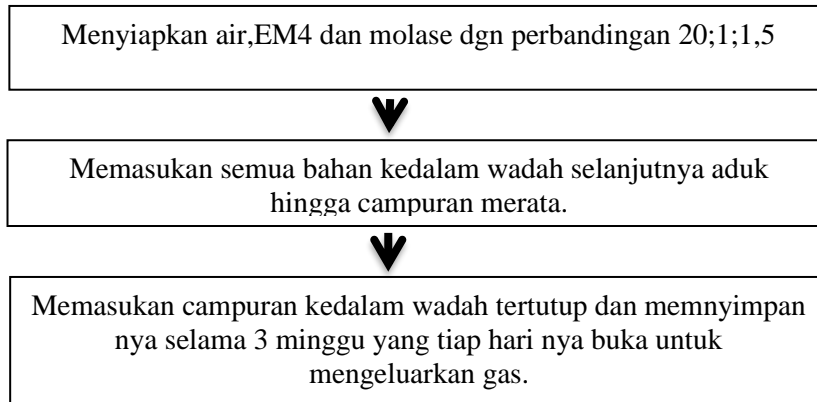 Menyiapkan air,EM4 dan molase dgn perbandingan 20;1;1,5
Memasukan semua bahan kedalam wadah selanjutnya aduk
hingga campuran merata.
Memasukan campuran kedalam wadah tertutup dan memnyimpan
nya selama 3 minggu yang tiap hari nya buka untuk
mengeluarkan gas.